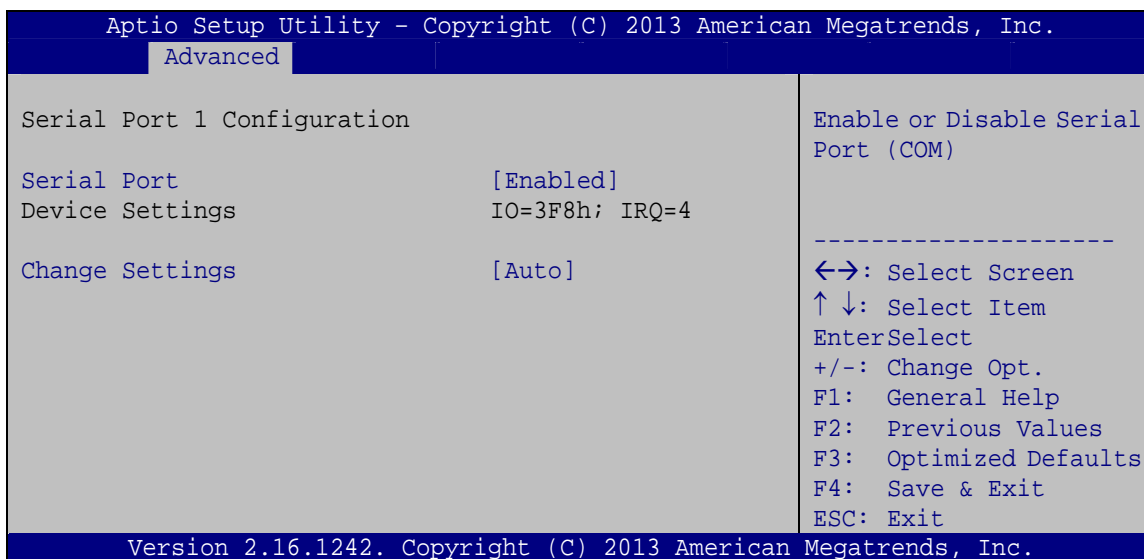 Aptio Setup Utility – Copyright (C) 2013 American Megatrends, Inc.
Advanced
Serial Port 1 Configuration
Serial Port [Enabled]
Device Settings IO=3F8h; IRQ=4
Change Settings [Auto]
Enable or Disable Serial
Port (COM)
---------------------
←→: Select Screen
↑ ↓: Select Item
EnterSelect
+/-: Change Opt.
F1: General Help
F2: Previous Values
F3: Optimized Defaults
F4: Save & Exit
ESC: Exit
Version 2.16.1242. Copyright (C) 2013 American Megatrends, Inc.